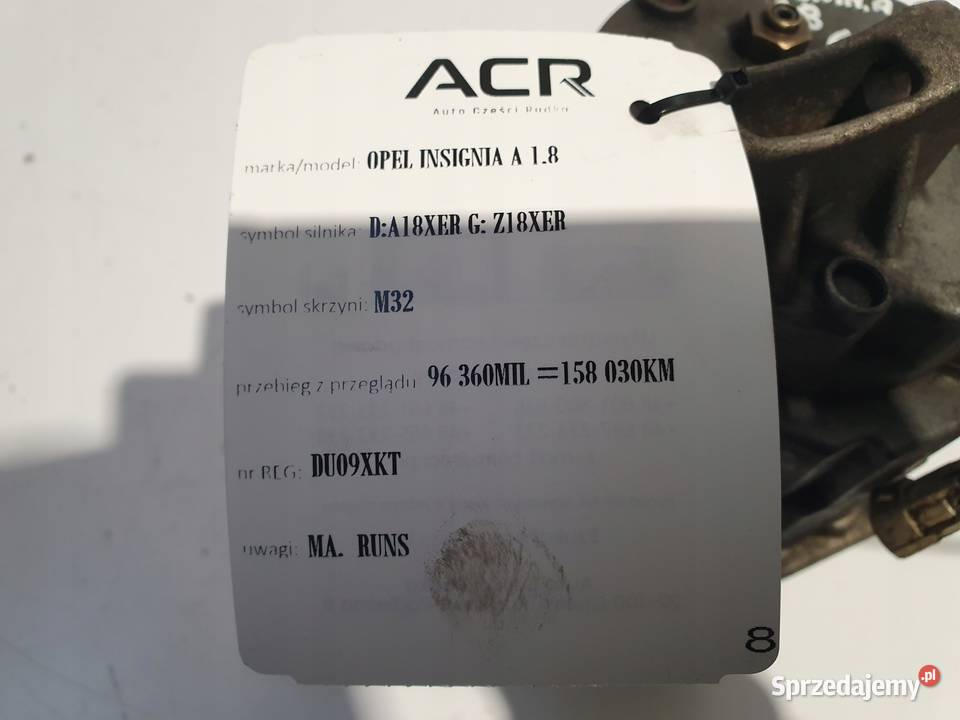 ACR
Auto Części Rudka
marka/model: OPEL INSIGNIA A 1.8
symbol silnika: D:A18XER G: Z18XER
symbol skrzyni: M32
przebieg z przeglądu 96 360MIL =158 030KM
nr REG: DU09XKT
uwagi: MA. RUNS
8
Sprzedajemy.pl